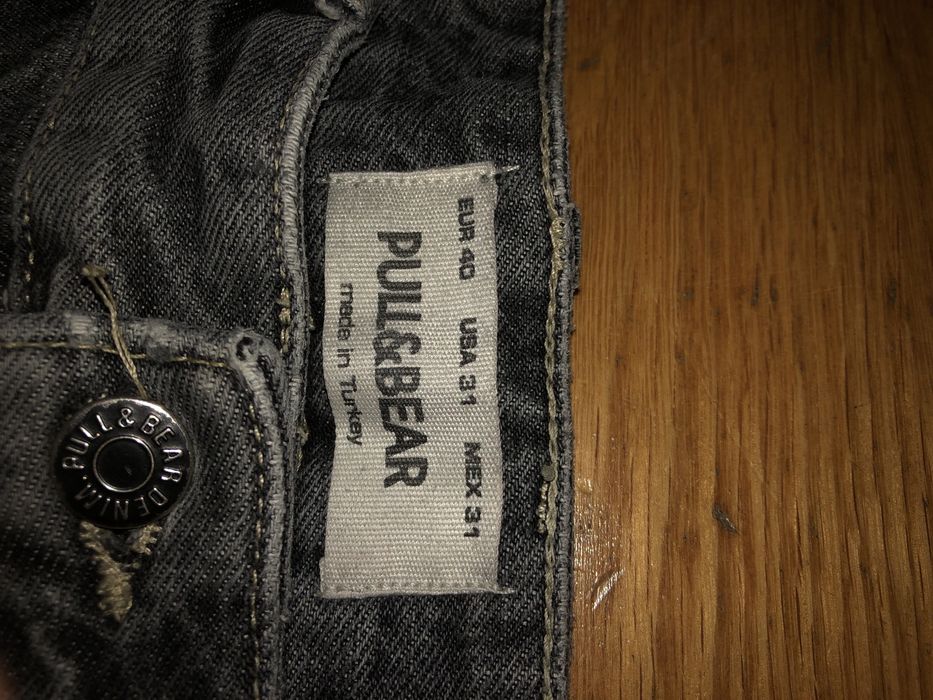 EUR 40 USA 31 MEX 31
PULL&BEAR
made in Turkey
PULL & BEAR DENIM.